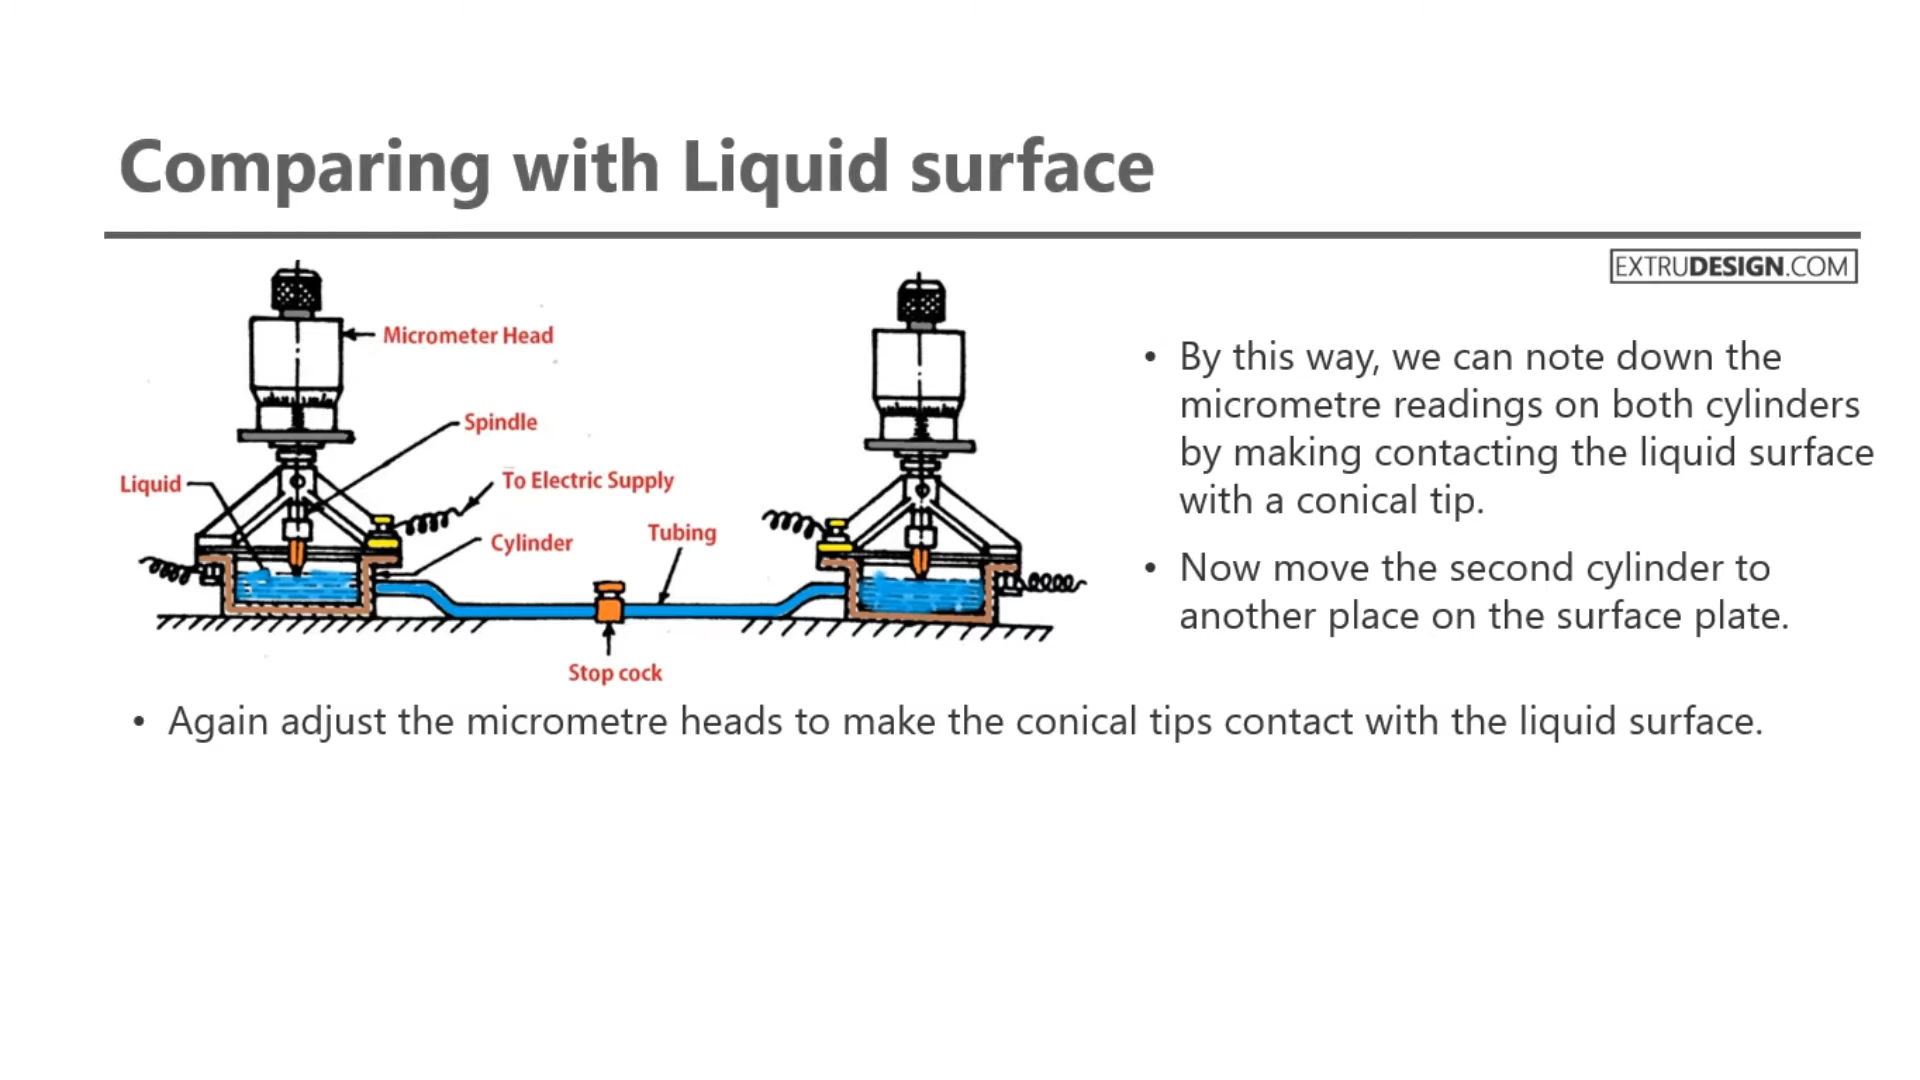 Comparing with Liquid surface
EXTRUDESIGN.COM
Micrometer Head
Spindle
Liquid
To Electric Supply
Cylinder
Tubing
Stop cock
• By this way, we can note down the
micrometre readings on both cylinders
by making contacting the liquid surface
with a conical tip.
• Now move the second cylinder to
another place on the surface plate.
• Again adjust the micrometre heads to make the conical tips contact with the liquid surface.